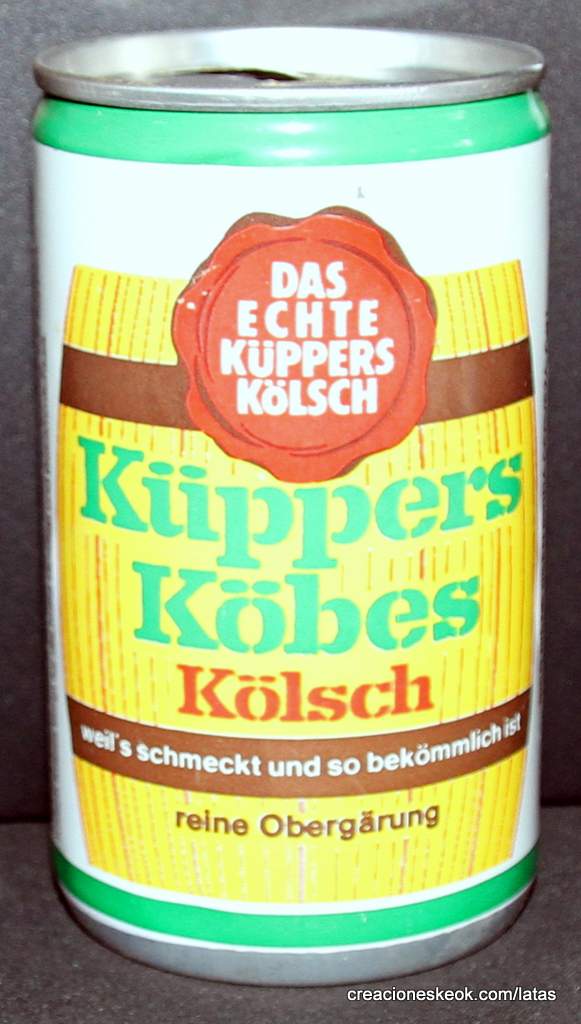 DAS
ECHTE
KÜPPERS
KÖLSCH
Küppers
Köbes
Kölsch
weil's schmeckt und so bekömmlich ist
reine Obergärung
creacioneskeok.com/latas